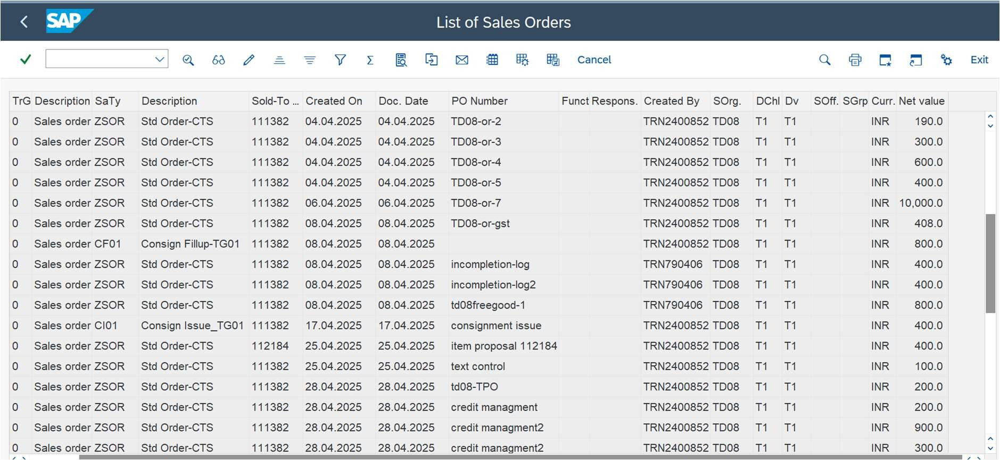 SAP List of Sales Orders
Cancel Exit
TrG Description SaTy Description Sold-To ... Created On Doc. Date PO Number Funct Respons. Created By SOrg. DChl Dv SOff. SGrp Curr. Net value
0 Sales order ZSOR Std Order-CTS 111382 04.04.2025 04.04.2025 TD08-or-2 TRN2400852 TD08 T1 T1 INR 190.0
0 Sales order ZSOR Std Order-CTS 111382 04.04.2025 04.04.2025 TD08-or-3 TRN2400852 TD08 T1 T1 INR 300.0
0 Sales order ZSOR Std Order-CTS 111382 04.04.2025 04.04.2025 TD08-or-4 TRN2400852 TD08 T1 T1 INR 600.0
0 Sales order ZSOR Std Order-CTS 111382 04.04.2025 04.04.2025 TD08-or-5 TRN2400852 TD08 T1 T1 INR 400.0
0 Sales order ZSOR Std Order-CTS 111382 06.04.2025 06.04.2025 TD08-or-7 TRN2400852 TD08 T1 T1 INR 10,000.0
0 Sales order ZSOR Std Order-CTS 111382 08.04.2025 08.04.2025 TD08-or-gst TRN2400852 TD08 T1 T1 INR 408.0
0 Sales order CF01 Consign Fillup-TG01 111382 08.04.2025 08.04.2025 TRN2400852 TD08 T1 T1 INR 800.0
0 Sales order ZSOR Std Order-CTS 111382 08.04.2025 08.04.2025 incompletion-log TRN790406 TD08 T1 T1 INR 400.0
0 Sales order ZSOR Std Order-CTS 111382 08.04.2025 08.04.2025 incompletion-log2 TRN790406 TD08 T1 T1 INR 400.0
0 Sales order ZSOR Std Order-CTS 111382 08.04.2025 08.04.2025 td08freegood-1 TRN790406 TD08 T1 T1 INR 800.0
0 Sales order CI01 Consign Issue_TG01 111382 17.04.2025 17.04.2025 consignment issue TRN2400852 TD08 T1 T1 INR 400.0
0 Sales order ZSOR Std Order-CTS 112184 25.04.2025 25.04.2025 item proposal 112184 TRN2400852 TD08 T1 T1 INR 400.0
0 Sales order ZSOR Std Order-CTS 111382 25.04.2025 25.04.2025 text control TRN2400852 TD08 T1 T1 INR 100.0
0 Sales order ZSOR Std Order-CTS 111382 28.04.2025 28.04.2025 td08-TPO TRN2400852 TD08 T1 T1 INR 200.0
0 Sales order ZSOR Std Order-CTS 111382 28.04.2025 28.04.2025 credit managment TRN2400852 TD08 T1 T1 INR 200.0
0 Sales order ZSOR Std Order-CTS 111382 28.04.2025 28.04.2025 credit managment2 TRN2400852 TD08 T1 T1 INR 900.0
0 Sales order ZSOR Std Order-CTS 111382 28.04.2025 28.04.2025 credit managment2 TRN2400852 TD08 T1 T1 INR 300.0